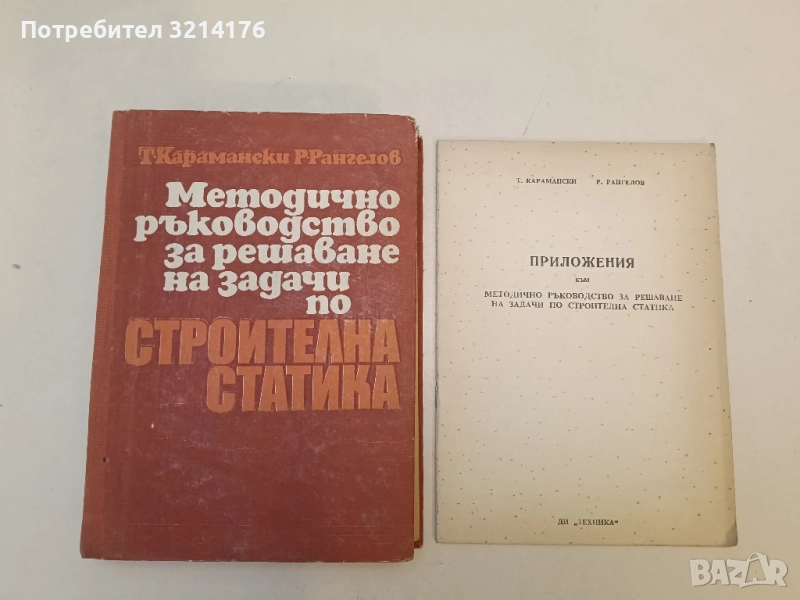 Потребител 3214176
Т. Карамански Р. Рангелов
Методично
ръководство
за решаване
на задачи
по
СТРОИТЕЛНА
СТАТИКА
Т. КАРАМАНСКИ Р. РАНГЕЛОВ
ПРИЛОЖЕНИЯ
към
МЕТОДИЧНО РЪКОВОДСТВО ЗА РЕШАВАНЕ
НА ЗАДАЧИ ПО СТРОИТЕЛНА СТАТИКА
ДИ „ТЕХНИКА“
BAZAR